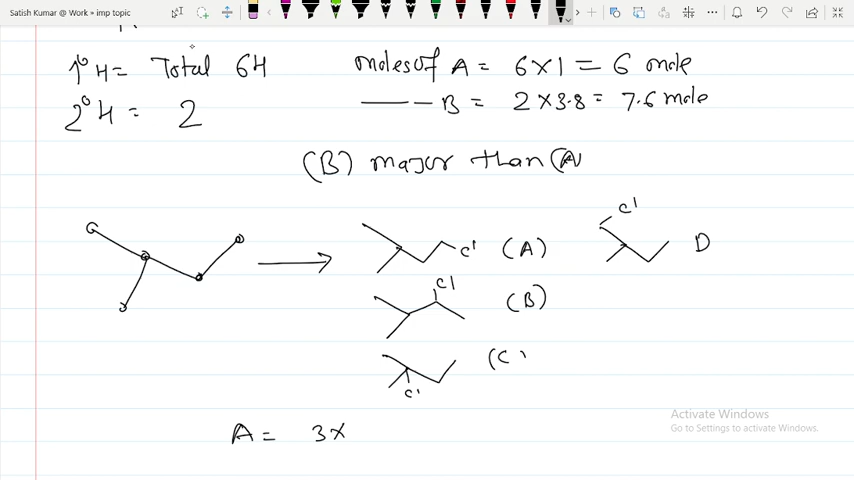 Satish Kumar @ Work » imp topic
1° H = Total 6H
moles of A = 6 × 1 = 6 mole
2° H = 2
—— — B = 2 × 3.8 = 7.6 mole
(B) major than (A)
Cl
Cl (A)
D
Cl
(B)
(C)
Cl
A = 3 ×
Activate Windows
Go to Settings to activate Windows.